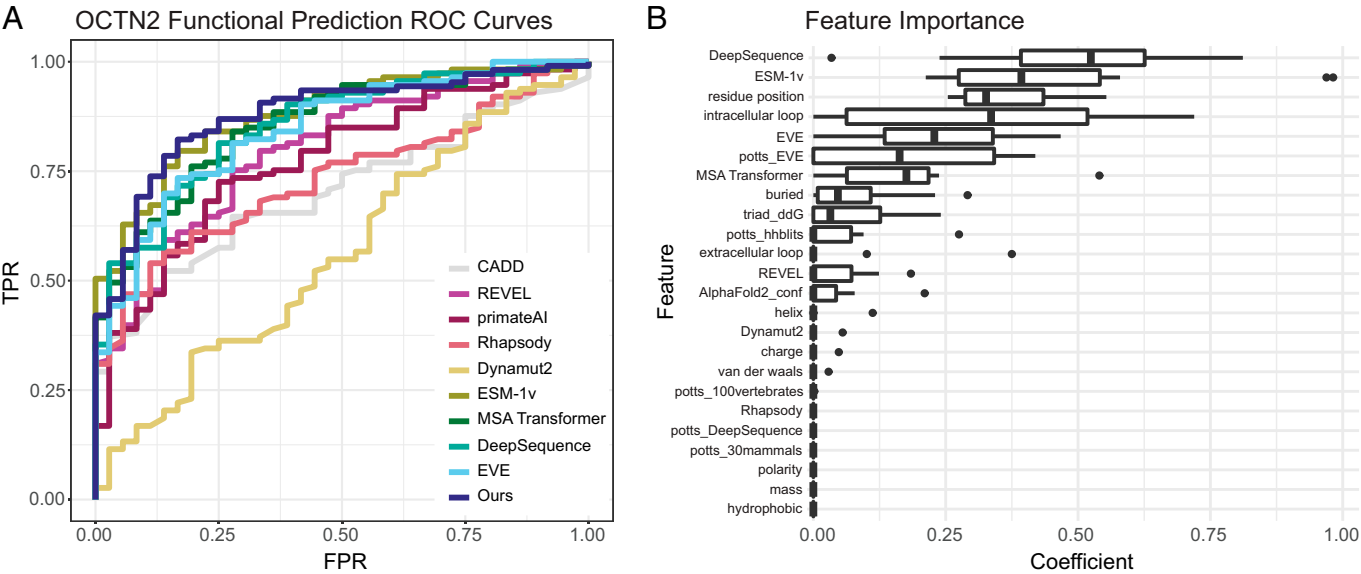 A
OCTN2 Functional Prediction ROC Curves
1.00
0.75
0.50
0.25
0.00
TPR
CADD
REVEL
primateAI
Rhapsody
Dynamut2
ESM-1v
MSA Transformer
DeepSequence
EVE
Ours
0.00 0.25 0.50 0.75 1.00
FPR
B
Feature Importance
Feature
DeepSequence
ESM-1v
residue position
intracellular loop
EVE
potts_EVE
MSA Transformer
buried
triad_ddG
potts_hhblits
extracellular loop
REVEL
AlphaFold2_conf
helix
Dynamut2
charge
van der waals
potts_100vertebrates
Rhapsody
potts_DeepSequence
potts_30mammals
polarity
mass
hydrophobic
0.00 0.25 0.50 0.75 1.00
Coefficient